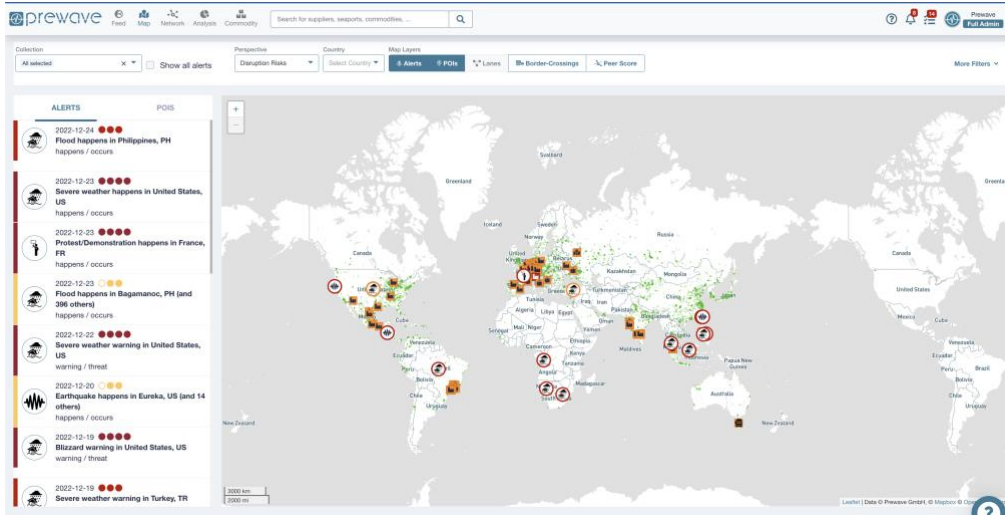 prewave
Feed
Map
Network
Analysis
Commodity
Search for suppliers, seaports, commodities, ...
8
14
Prewave
Full Admin
Collection
All selected
Show all alerts
Perspective
Disruption Risks
Country
Select Country
Map Layers
Alerts
POIs
Lanes
Border-Crossings
Peer Score
More Filters
ALERTS
POIS
2022-12-24
Flood happens in Philippines, PH
happens / occurs
2022-12-23
Severe weather happens in United States,
US
happens / occurs
2022-12-23
Protest/Demonstration happens in France,
FR
happens / occurs
2022-12-23
Flood happens in Bagamanoc, PH (and
396 others)
happens / occurs
2022-12-22
Severe weather warning in United States,
US
warning / threat
2022-12-20
Earthquake happens in Eureka, US (and 14
others)
happens / occurs
2022-12-19
Blizzard warning in United States, US
warning / threat
2022-12-19
Severe weather warning in Turkey, TR
+
−
Svalbard
Greenland
Iceland
Sweden
Norway
Russia
Canada
United
Belarus
Kazakhstan
Mongolia
Greece
Turkmenistan
China
Japan
Tunisia
Iraq
Iran
Algeria
Libya
Egypt
Pakistan
Bangladesh
Oman
Cuba
Senegal
Mali
Niger
Yemen
Venezuela
Ethiopia
Cameroon
Maldives
Ecuador
Kenya
Tanzania
Papua New
Guinea
Peru
Angola
Bolivia
Madagascar
Chile
Australia
Uruguay
New Zealand
New Zealand
Canada
United States
Mexico
Cuba
Venezuela
Ecuador
Peru
Brazil
Bolivia
Chile
Uruguay
3000 km
2000 mi
Leaflet | Data © Prewave GmbH, © Mapbox ©
?